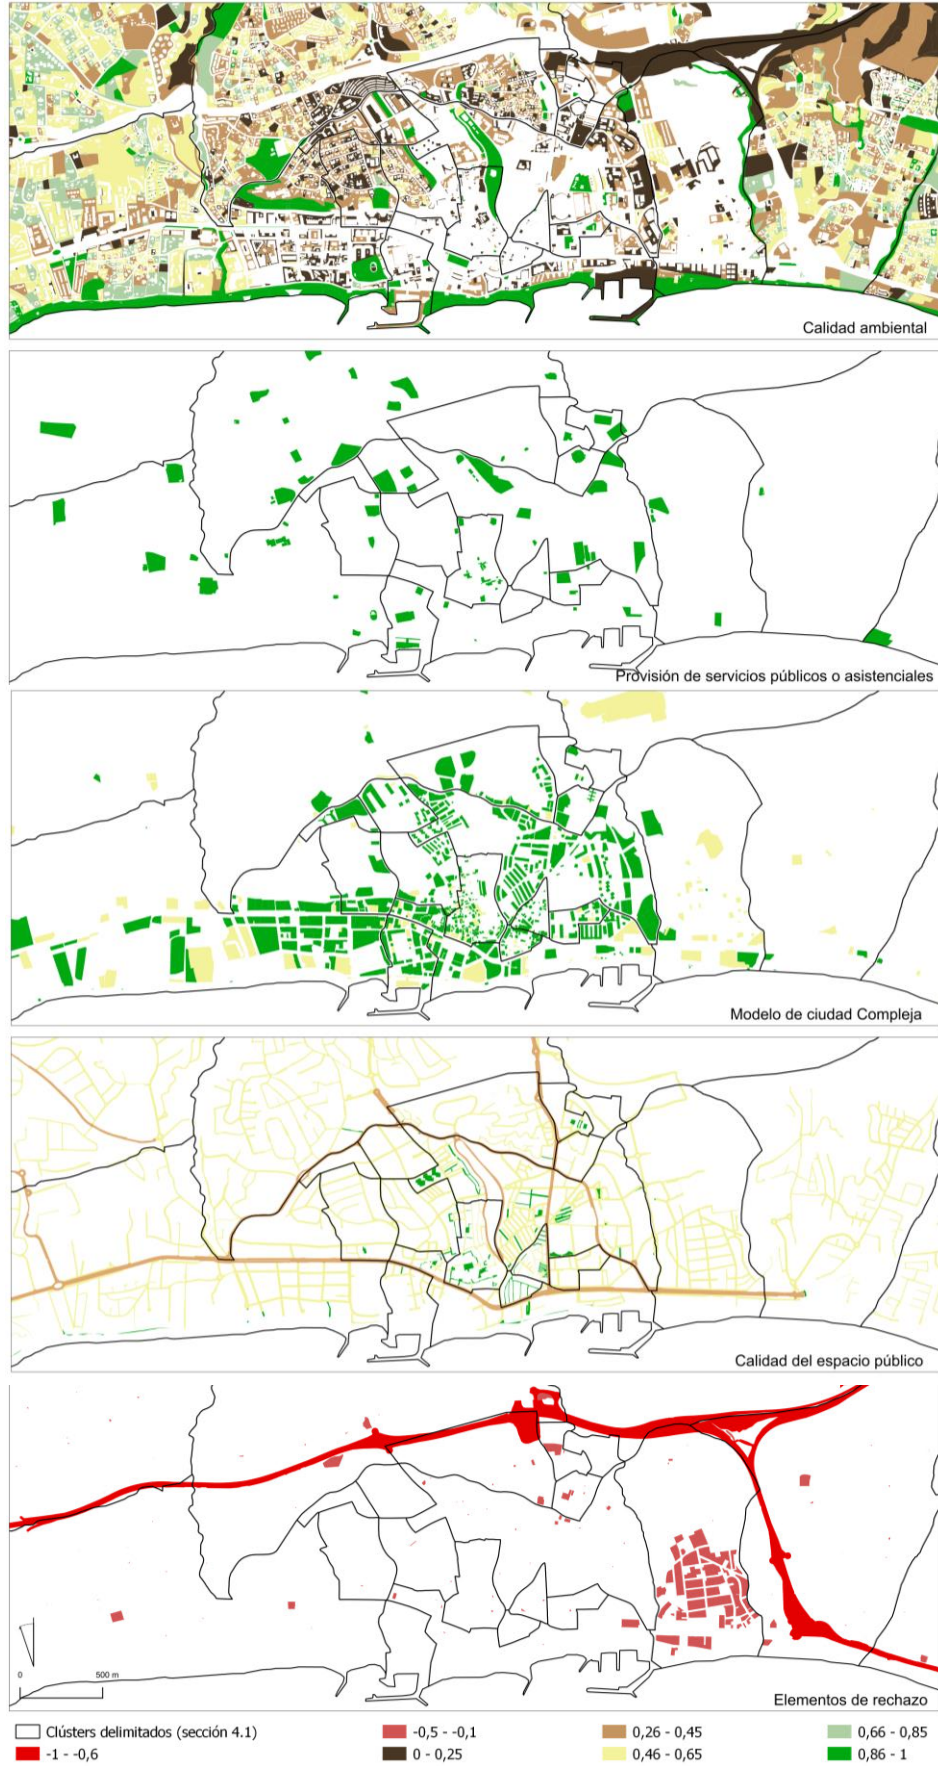 Calidad ambiental
Provisión de servicios públicos o asistenciales
Modelo de ciudad Compleja
Calidad del espacio público
0 500 m
Elementos de rechazo
Clústers delimitados (sección 4.1) -0,5 - -0,1 0,26 - 0,45 0,66 - 0,85
-1 - -0,6 0 - 0,25 0,46 - 0,65 0,86 - 1